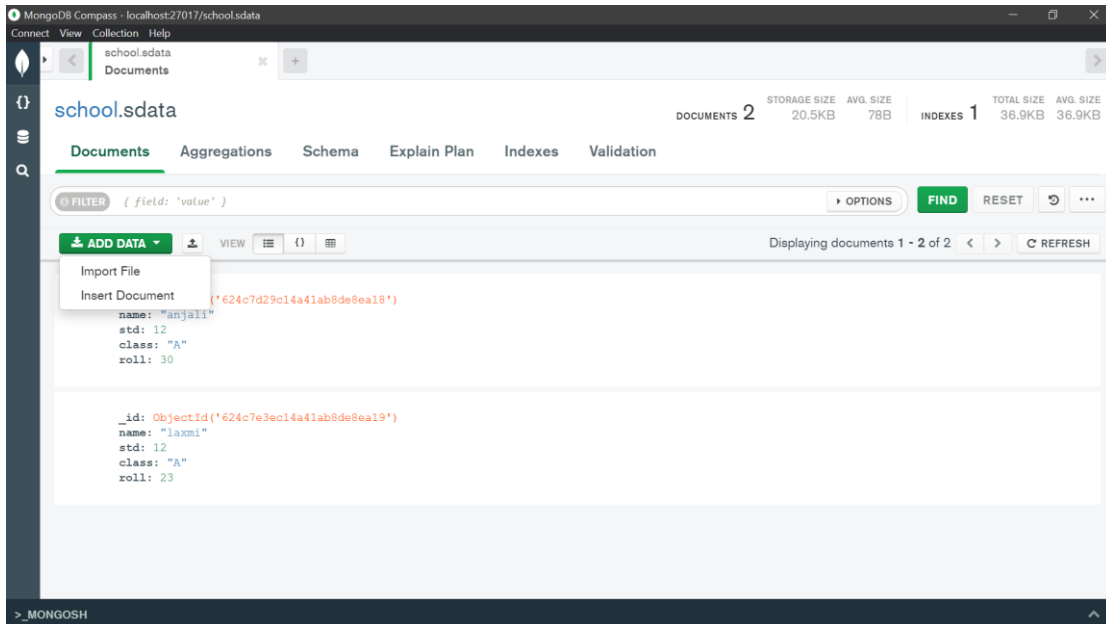 MongoDB Compass - localhost:27017/school.sdata
Connect View Collection Help
school.sdata
Documents
school.sdata
DOCUMENTS 2 STORAGE SIZE 20.5KB AVG. SIZE 78B INDEXES 1 TOTAL SIZE 36.9KB AVG. SIZE 36.9KB
Documents Aggregations Schema Explain Plan Indexes Validation
FILTER { field: 'value' } OPTIONS FIND RESET
ADD DATA VIEW Displaying documents 1 - 2 of 2 REFRESH
Import File
Insert Document
('624c7d29c14a41ab8de8ea18')
name: "anjali"
std: 12
class: "A"
roll: 30
_id: ObjectId('624c7e3ec14a41ab8de8ea19')
name: "laxmi"
std: 12
class: "A"
roll: 23
>_MONGOSH